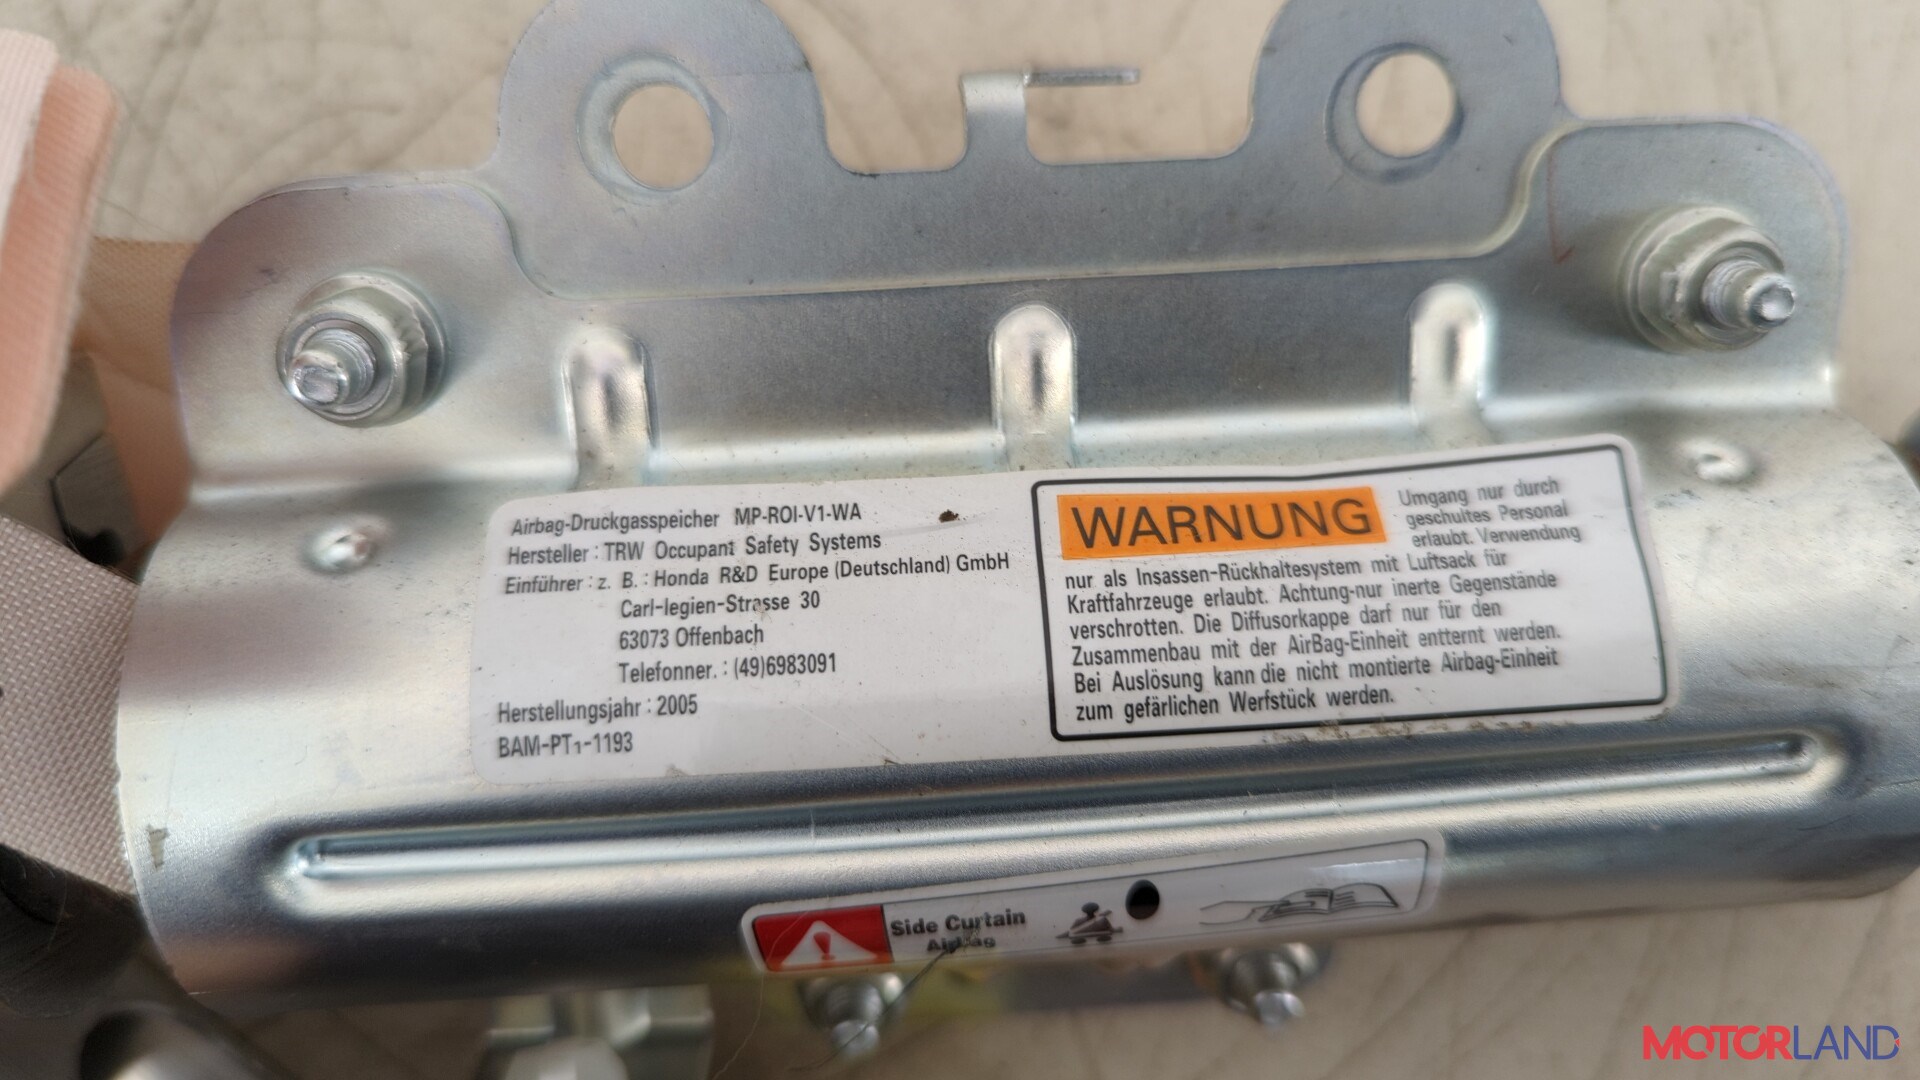 Airbag-Druckgasspeicher MP-ROI-V1-WA
Hersteller : TRW Occupant Safety Systems
Einführer : z. B. : Honda R&D Europe (Deutschland) GmbH
Carl-legien-Strasse 30
63073 Offenbach
Telefonner. : (49)6983091
Herstellungsjahr : 2005
BAM-PT₁-1193
WARNUNG
Umgang nur durch
geschultes Personal
erlaubt. Verwendung
nur als Insassen-Rückhaltesystem mit Luftsack für
Kraftfahrzeuge erlaubt. Achtung-nur inerte Gegenstände
verschrotten. Die Diffusorkappe darf nur für den
Zusammenbau mit der AirBag-Einheit entternt werden.
Bei Auslösung kann die nicht montierte Airbag-Einheit
zum gefärlichen Werfstück werden.
Side Curtain
Airbag
MOTORLAND